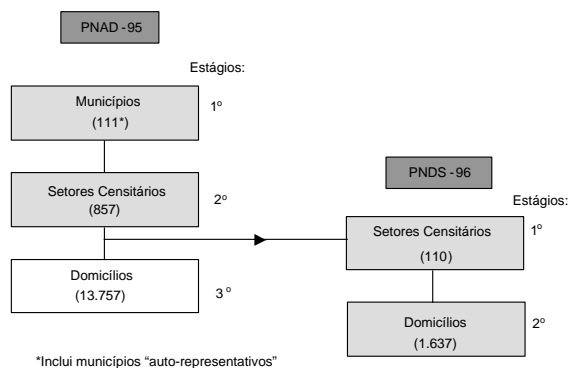 PNAD - 95
Estágios:
Municípios
(111*)
1º
Setores Censitários
(857)
2º
Domicílios
(13.757)
3 º
PNDS - 96
Estágios:
Setores Censitários
(110)
1º
Domicílios
(1.637)
2º
*Inclui municípios “auto-representativos”